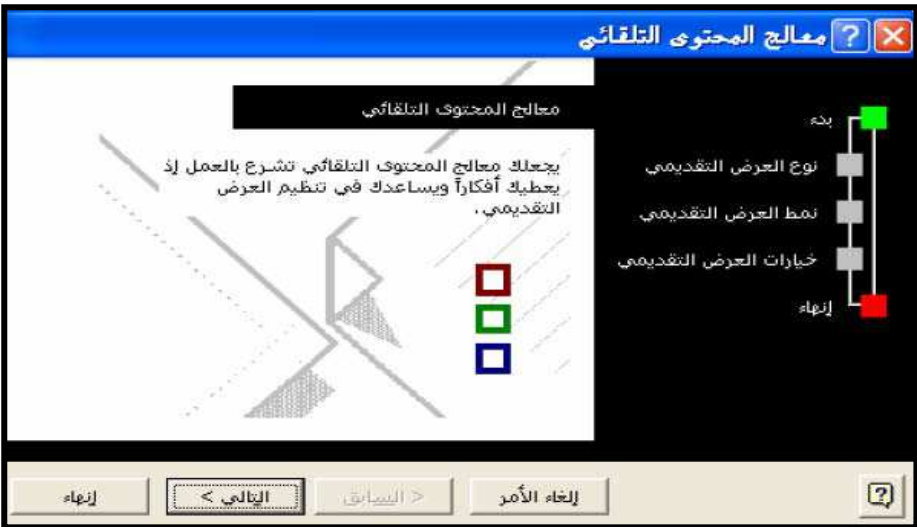 معالج المحتوى التلقائي
معالج المحتوى التلقائي
يجعلك معالج المحتوى التلقائي تشرع بالعمل إذ
يعطيك أفكاراً ويساعدك في تنظيم العرض
التقديمي.
بدء
نوع العرض التقديمي
نمط العرض التقديمي
خيارات العرض التقديمي
إنهاء
إلغاء الأمر
< السابق
التالي >
إنهاء